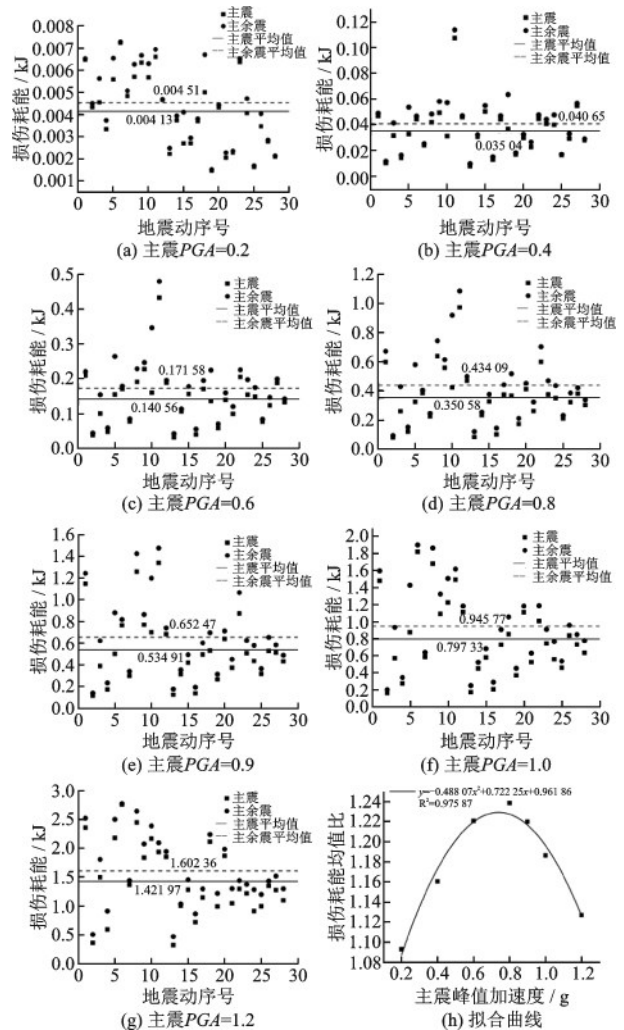 0.008
0.007
0.006
0.005
0.004
0.003
0.002
0.001
损伤耗能 / kJ
主震
主余震
主震平均值
主余震平均值
0.004 51
0.004 13
0 5 10 15 20 25 30
地震动序号
(a) 主震PGA=0.2
0.12
0.10
0.08
0.06
0.04
0.02
0.00
损伤耗能 / kJ
主震
主余震
主震平均值
主余震平均值
0.040 65
0.035 04
0 5 10 15 20 25 30
地震动序号
(b) 主震PGA=0.4
0.5
0.4
0.3
0.2
0.1
0.0
损伤耗能 / kJ
主震
主余震
主震平均值
主余震平均值
0.171 58
0.140 56
0 5 10 15 20 25 30
地震动序号
(c) 主震PGA=0.6
1.2
1.0
0.8
0.6
0.4
0.2
0.0
损伤耗能 / kJ
主震
主余震
主震平均值
主余震平均值
0.434 09
0.350 58
0 5 10 15 20 25 30
地震动序号
(d) 主震PGA=0.8
1.6
1.4
1.2
1.0
0.8
0.6
0.4
0.2
0.0
损伤耗能 / kJ
主震
主余震
主震平均值
主余震平均值
0.652 47
0.534 91
0 5 10 15 20 25 30
地震动序号
(e) 主震PGA=0.9
2.0
1.8
1.6
1.4
1.2
1.0
0.8
0.6
0.4
0.2
0.0
损伤耗能 / kJ
主震
主余震
主震平均值
主余震平均值
0.945 77
0.797 33
0 5 10 15 20 25 30
地震动序号
(f) 主震PGA=1.0
3.0
2.5
2.0
1.5
1.0
0.5
0.0
损伤耗能 / kJ
主震
主余震
主震平均值
主余震平均值
1.602 36
1.421 97
0 5 10 15 20 25 30
地震动序号
(g) 主震PGA=1.2
y=-0.488 07x²+0.722 25x+0.961 86
R²=0.975 87
1.24
1.22
1.20
1.18
1.16
1.14
1.12
1.10
1.08
损伤耗能均值比
0.2 0.4 0.6 0.8 1.0 1.2
主震峰值加速度 / g
(h) 拟合曲线